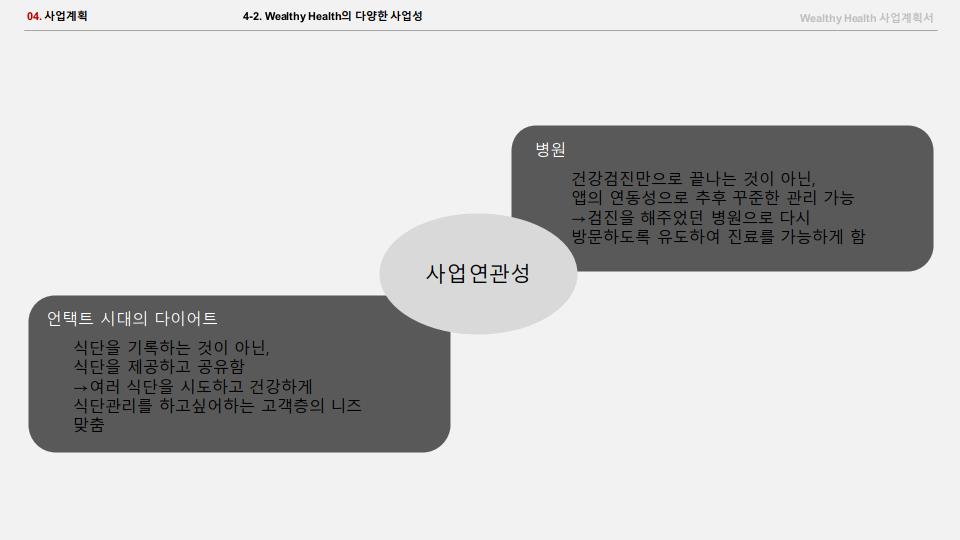 04. 사업계획
4-2. Wealthy Health의 다양한 사업성
Wealthy Health 사업계획서
병원
건강검진만으로 끝나는 것이 아닌,
앱의 연동성으로 추후 꾸준한 관리 가능
→검진을 해주었던 병원으로 다시
방문하도록 유도하여 진료를 가능하게 함
사업연관성
언택트 시대의 다이어트
식단을 기록하는 것이 아닌,
식단을 제공하고 공유함
→여러 식단을 시도하고 건강하게
식단관리를 하고싶어하는 고객층의 니즈
맞춤